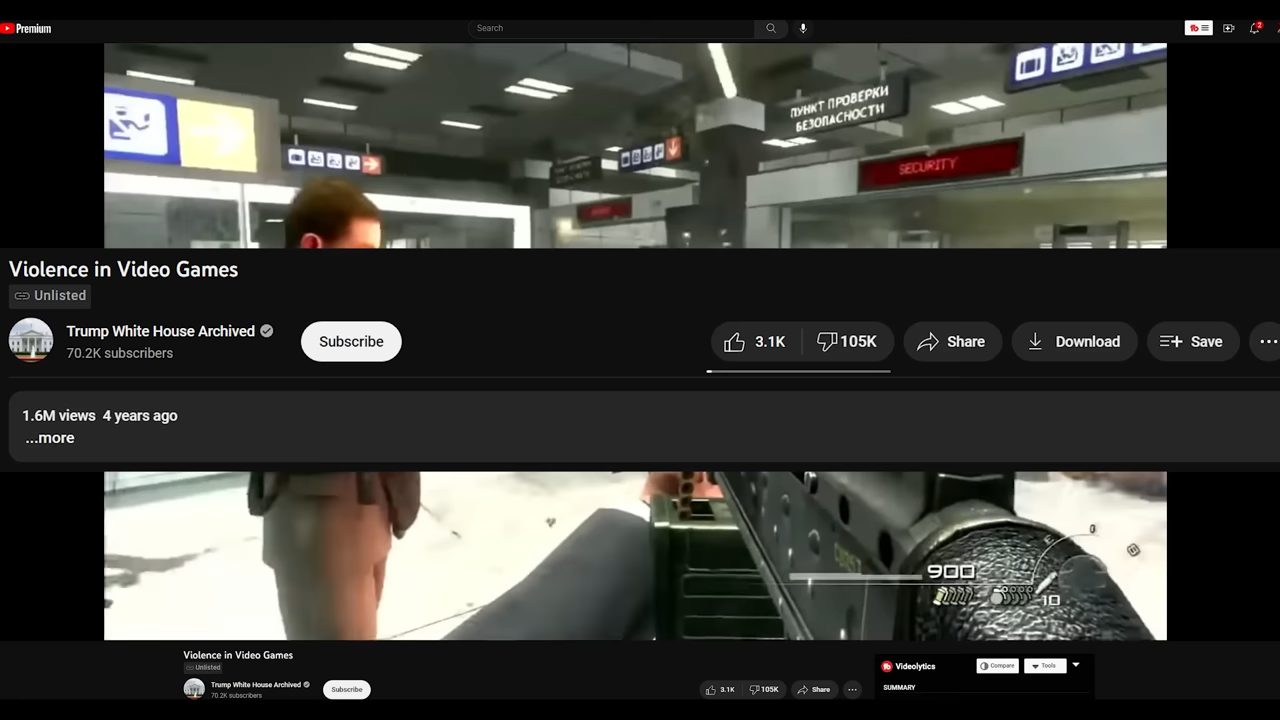 Premium
Search
2
ПУНКТ ПРОВЕРКИ
БЕЗОПАСНОСТИ
SECURITY
Violence in Video Games
Unlisted
Trump White House Archived
70.2K subscribers
Subscribe
3.1K
105K
Share
Download
Save
1.6M views 4 years ago
...more
900
10
Violence in Video Games
Unlisted
Trump White House Archived
70.2K subscribers
Subscribe
3.1K
105K
Share
Videolytics
Compare
Tools
SUMMARY